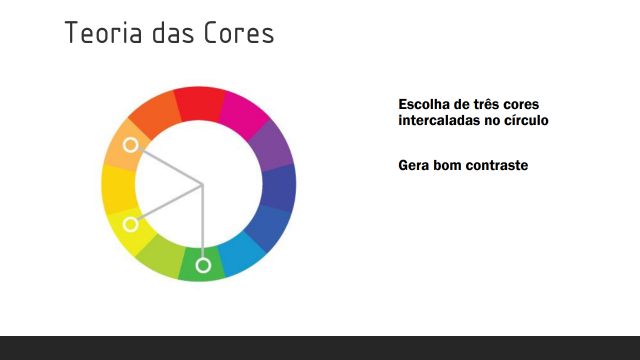 Teoria das Cores
Escolha de três cores
intercaladas no círculo
Gera bom contraste